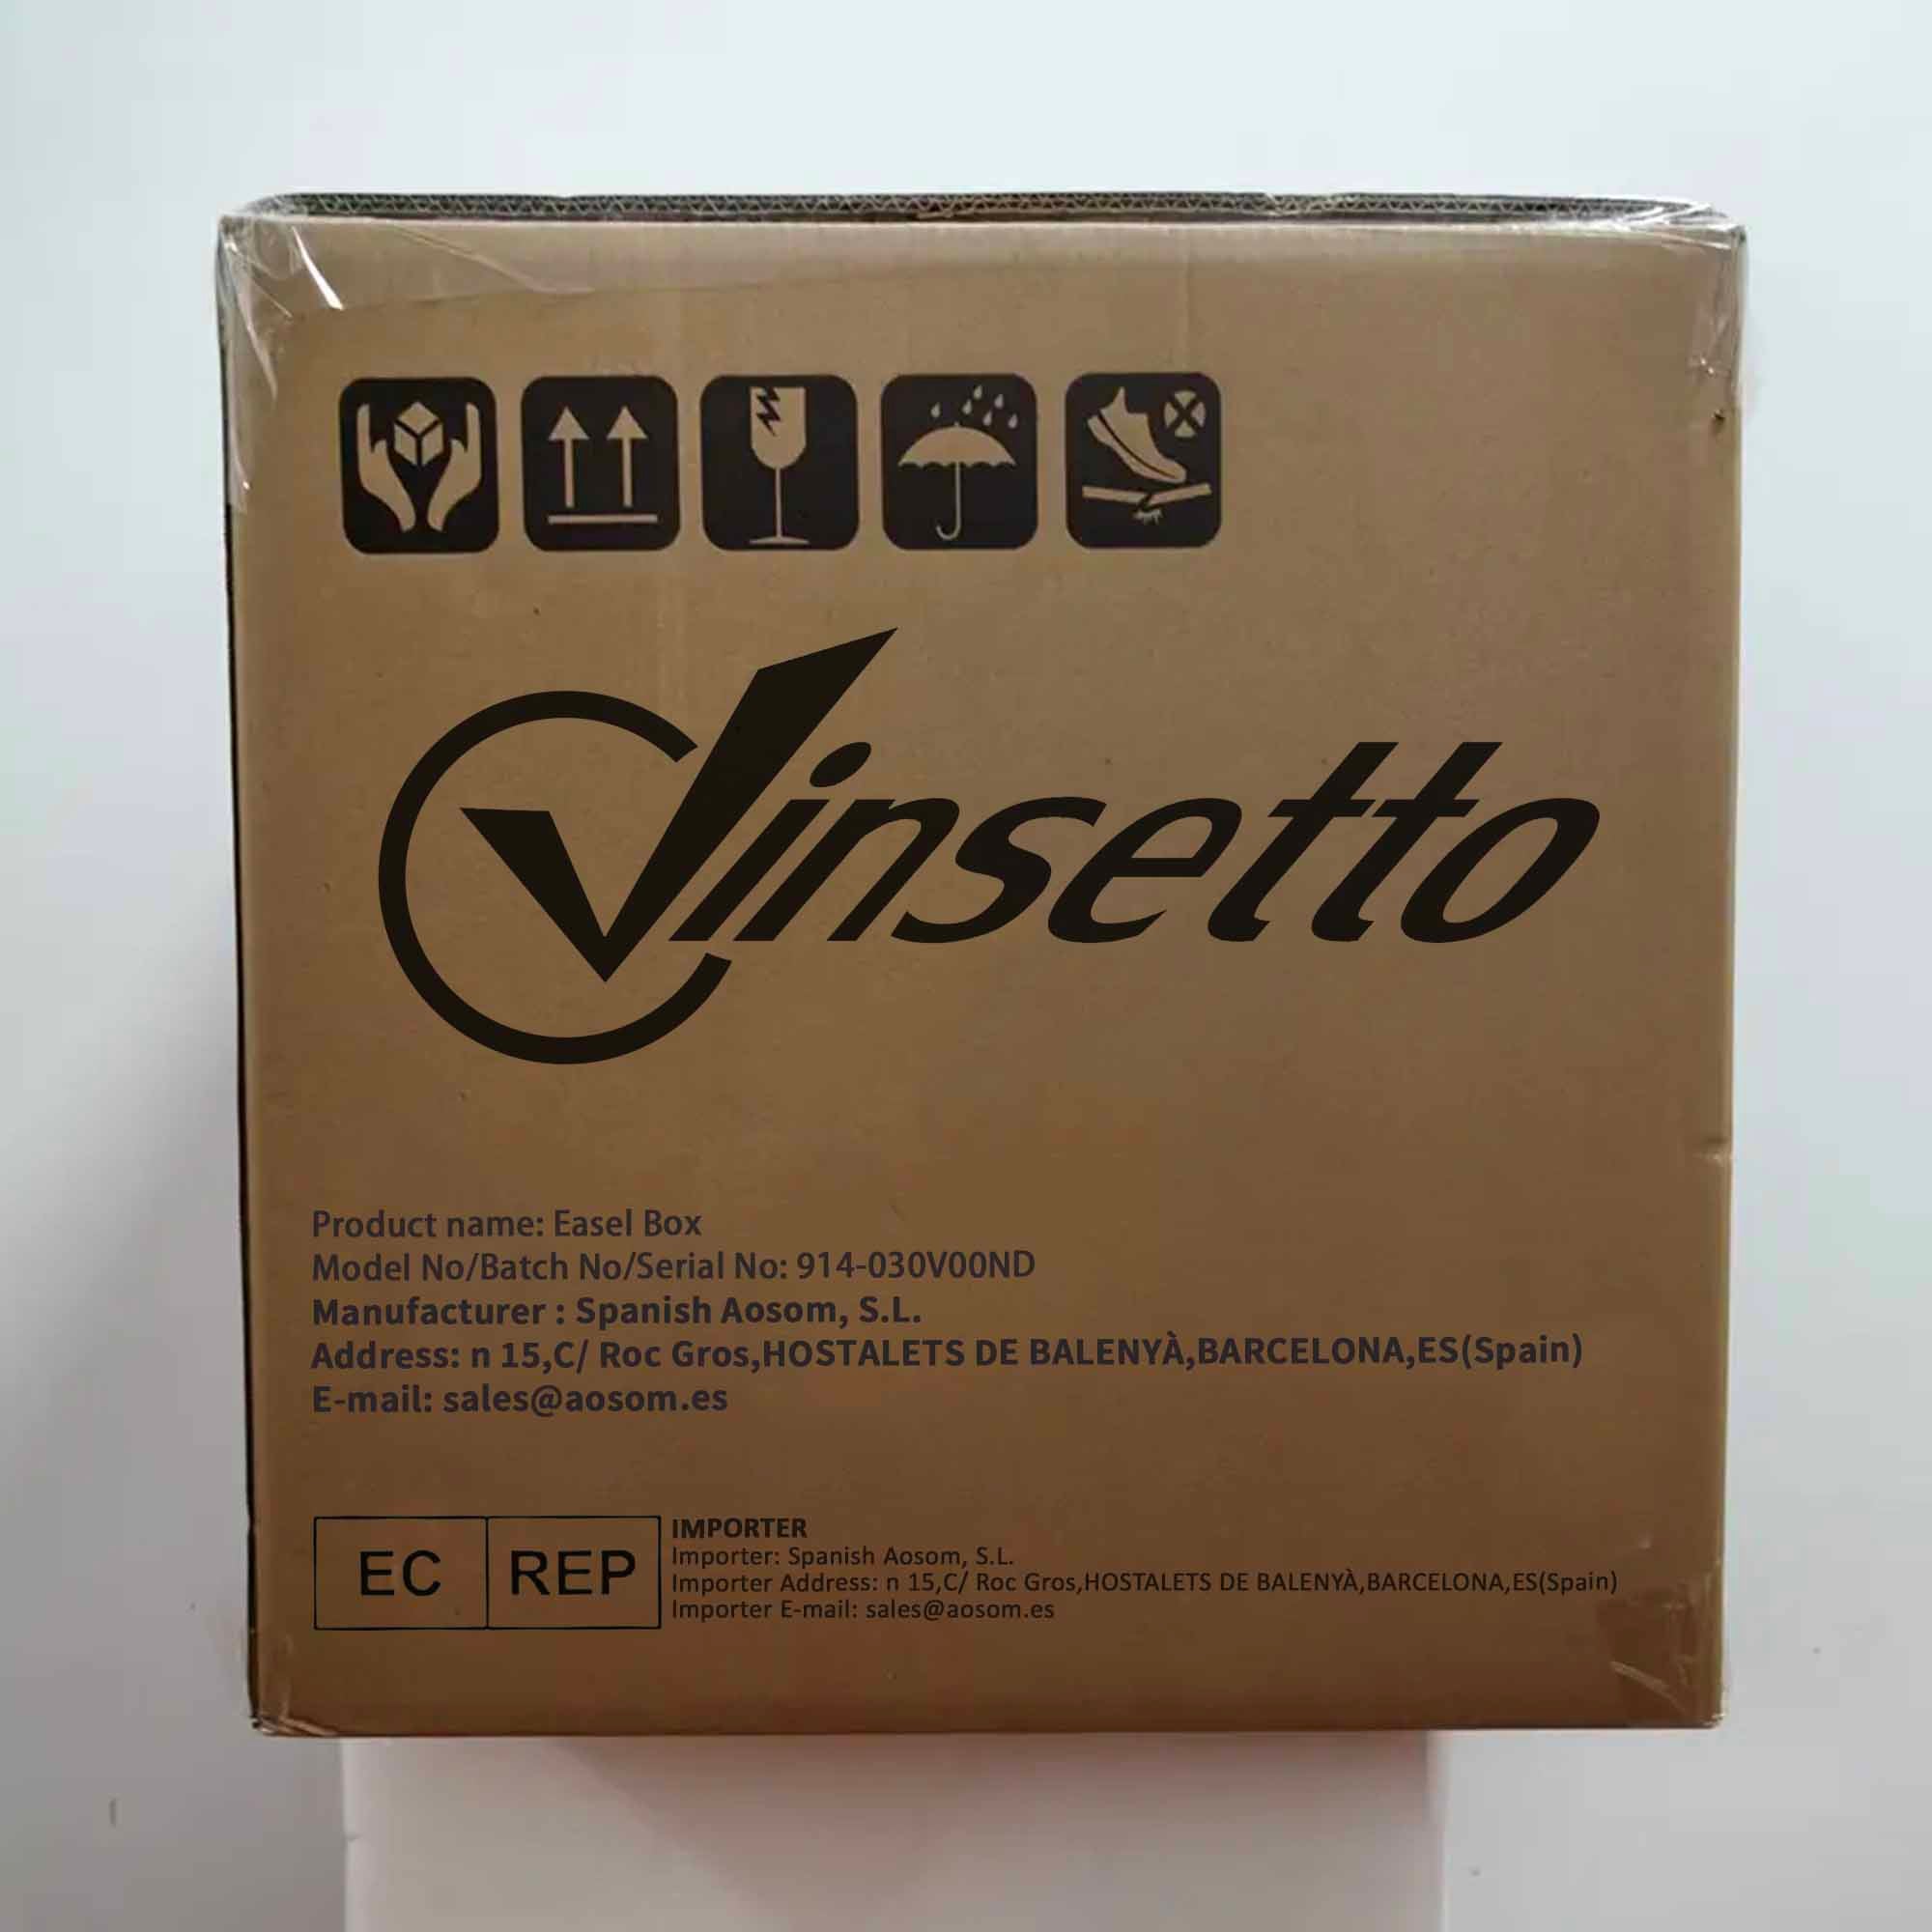 Vinsetto
Product name: Easel Box
Model No/Batch No/Serial No: 914-030V00ND
Manufacturer : Spanish Aosom, S.L.
Address: n 15,C/ Roc Gros,HOSTALETS DE BALENYÀ,BARCELONA,ES(Spain)
E-mail: sales@aosom.es
EC REP
IMPORTER
Importer: Spanish Aosom, S.L.
Importer Address: n 15,C/ Roc Gros,HOSTALETS DE BALENYÀ,BARCELONA,ES(Spain)
Importer E-mail: sales@aosom.es